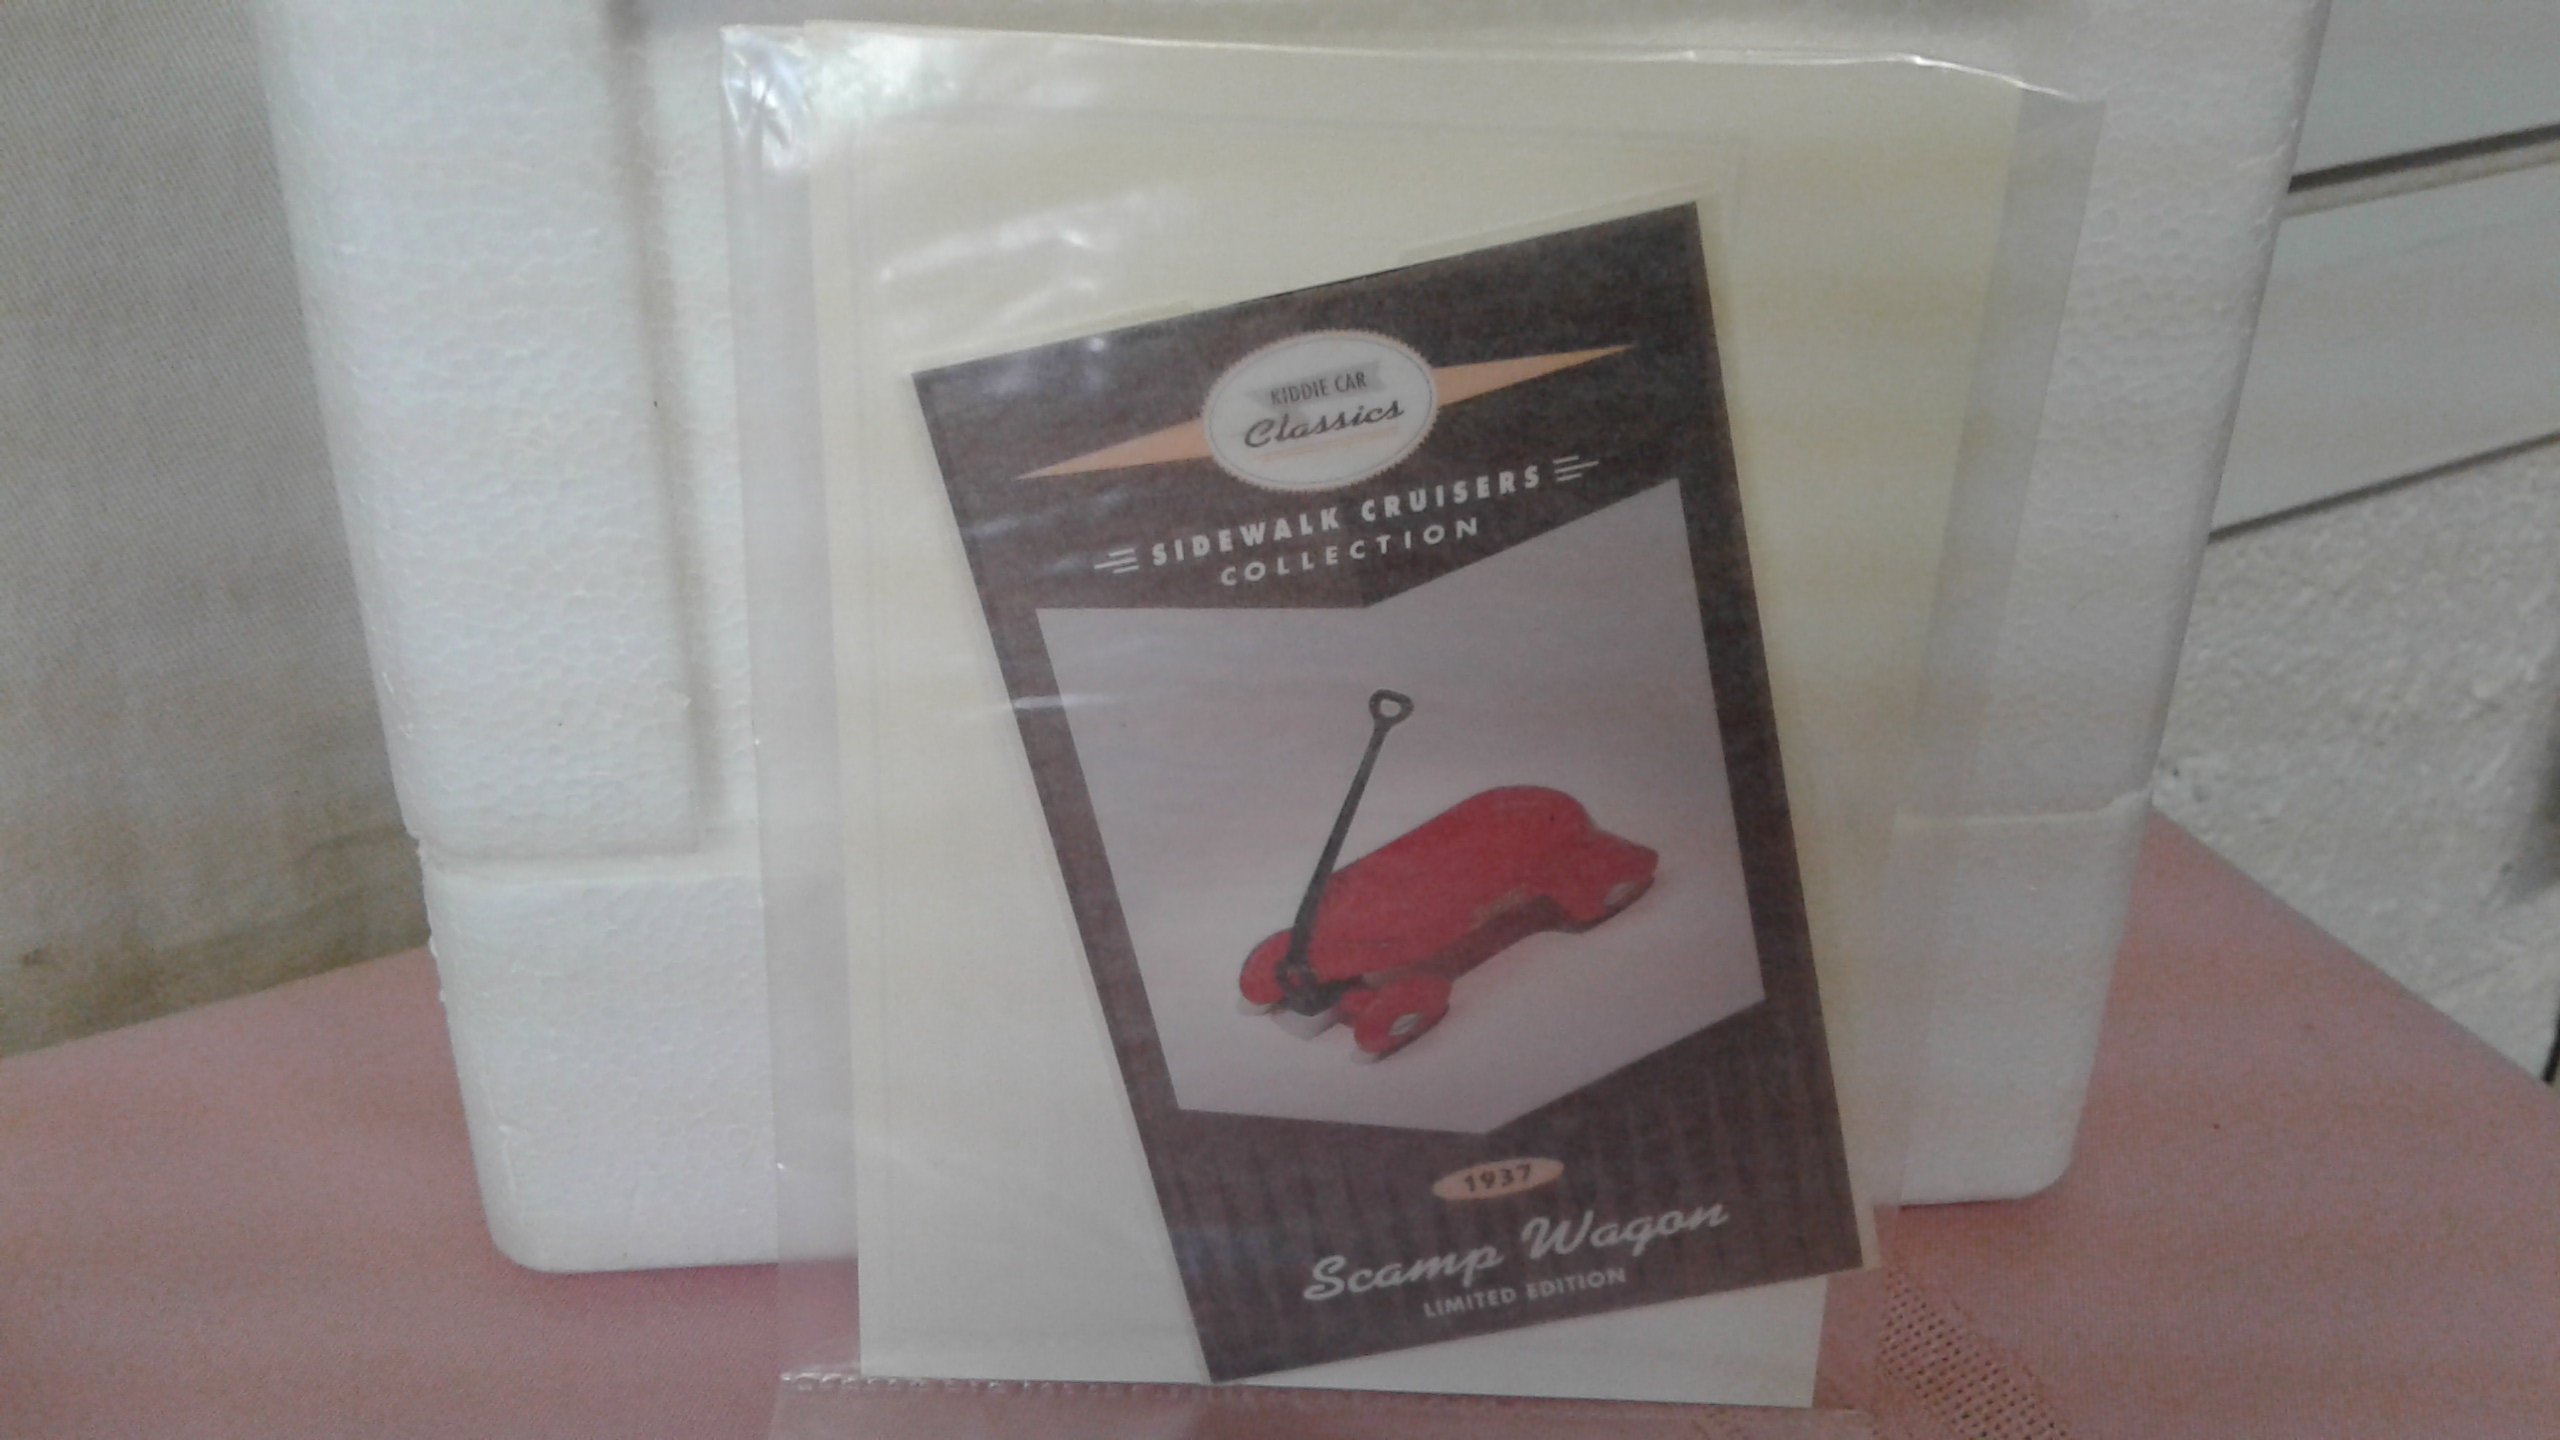 KIDDIE CAR
Classics
SIDEWALK CRUISERS
COLLECTION
1937
Scamp Wagon
LIMITED EDITION